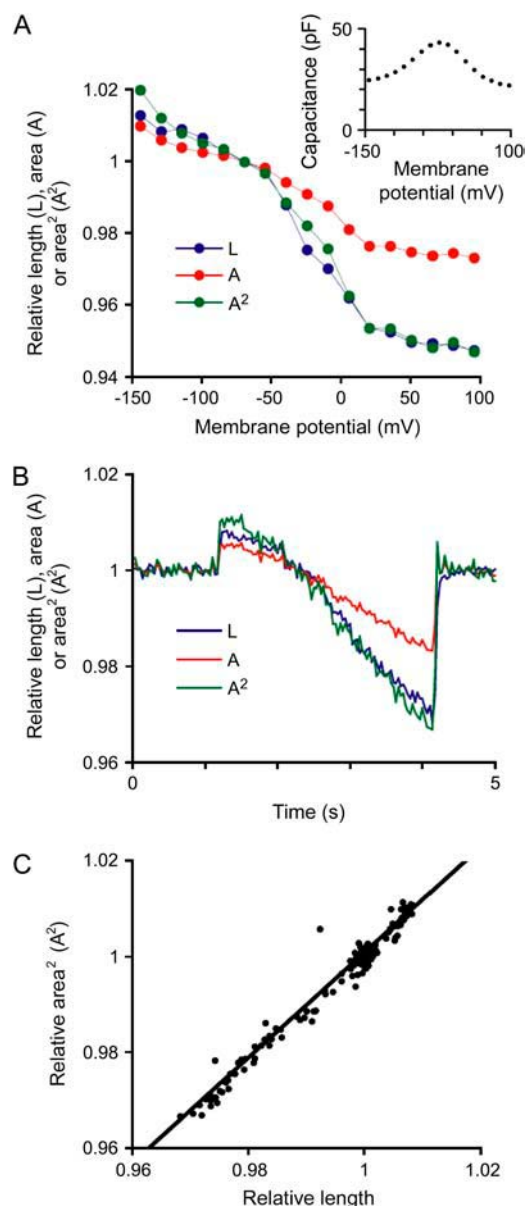 A
Relative length (L), area (A)
or area² (A²)
1.02
1
0.98
0.96
0.94
-150
-100
-50
0
50
100
Membrane potential (mV)
L
A
A²
Capacitance (pF)
50
0
-150
100
Membrane
potential (mV)
B
Relative length (L), area (A)
or area² (A²)
1.02
1
0.98
0.96
0
5
Time (s)
L
A
A²
C
Relative area² (A²)
1.02
1
0.98
0.96
0.96
0.98
1
1.02
Relative length